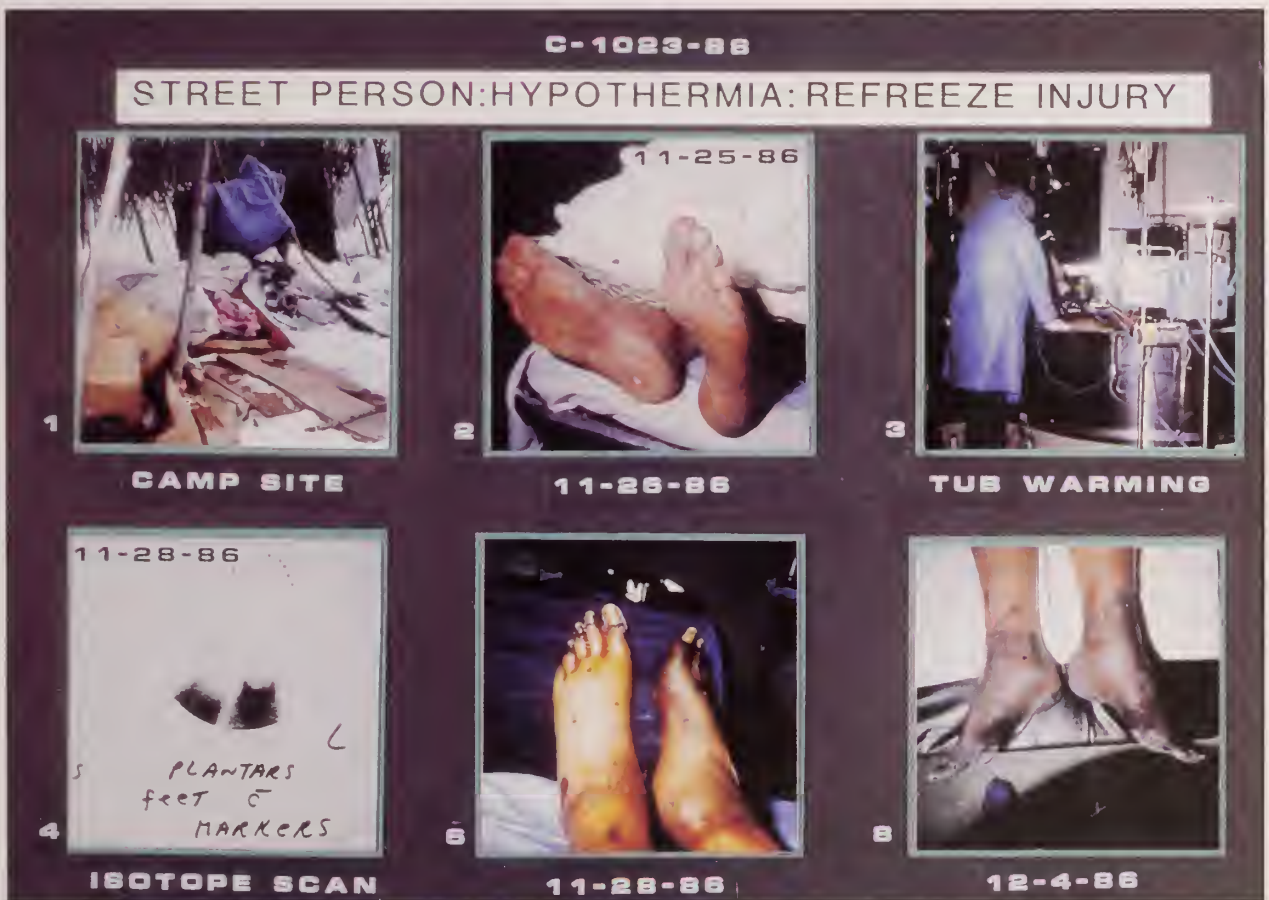 C-1023-86
STREET PERSON:HYPOTHERMIA: REFREEZE INJURY
11-25-86
1
2
3
CAMP SITE
11-26-86
TUB WARMING
11-28-86
L
S
PLANTARS
feet c̄
MARKERS
4
5
8
ISOTOPE SCAN
11-28-86
12-4-86